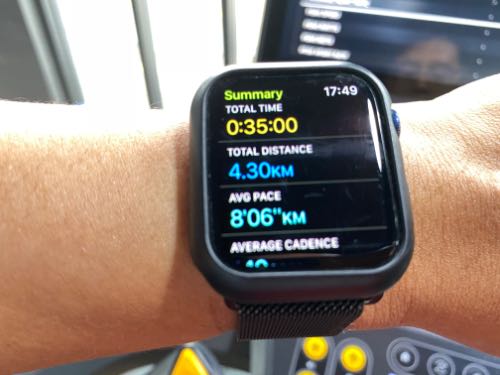 Summary 17:49
TOTAL TIME
0:35:00
TOTAL DISTANCE
4.30KM
AVG PACE
8'06"KM
AVERAGE CADENCE